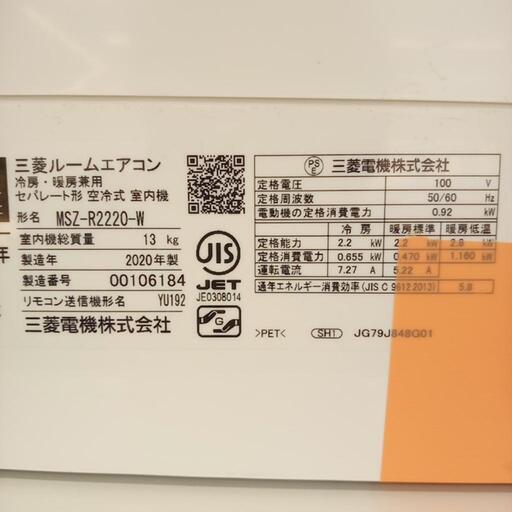 三菱ルームエアコン
冷房・暖房兼用
セパレート形 空冷式 室内機
形名 MSZ-R2220-W
室内機総質量 13 kg
製造年 2020年製
製造番号 00106184
リモコン送信機形名 YU192
三菱電機株式会社
年
JIS
JET
JE0308014
G
PS
E
三菱電機株式会社
定格電圧 100 V
定格周波数 50/60 Hz
電動機の定格消費電力 0.92 kW
冷房 暖房標準 暖房低温
定格能力 2.2 kW 2.2 kW 2.8 kW
定格消費電力 0.655 kW 0.470 kW 1.160 kW
運転電流 7.27 A 5.22 A
通年エネルギー消費効率 (JIS C 9612:2013) 5.8
>PET< SH1 JG79J848G01